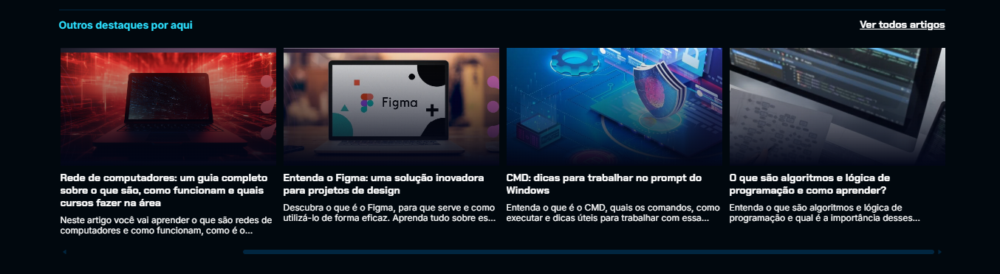 Outros destaques por aqui
Ver todos artigos
Figma
Rede de computadores: um guia completo
sobre o que são, como funcionam e quais
cursos fazer na área
Neste artigo você vai aprender o que são redes de
computadores e como funcionam, como é o...
Entenda o Figma: uma solução inovadora
para projetos de design
Descubra o que é o Figma, para que serve e como
utilizá-lo de forma eficaz. Aprenda tudo sobre es...
CMD: dicas para trabalhar no prompt do
Windows
Entenda o que é o CMD, quais os comandos, como
executar e dicas úteis para trabalhar com essa...
O que são algoritmos e lógica de
programação e como aprender?
Entenda o que são algoritmos e lógica de
programação e qual é a importância desses...